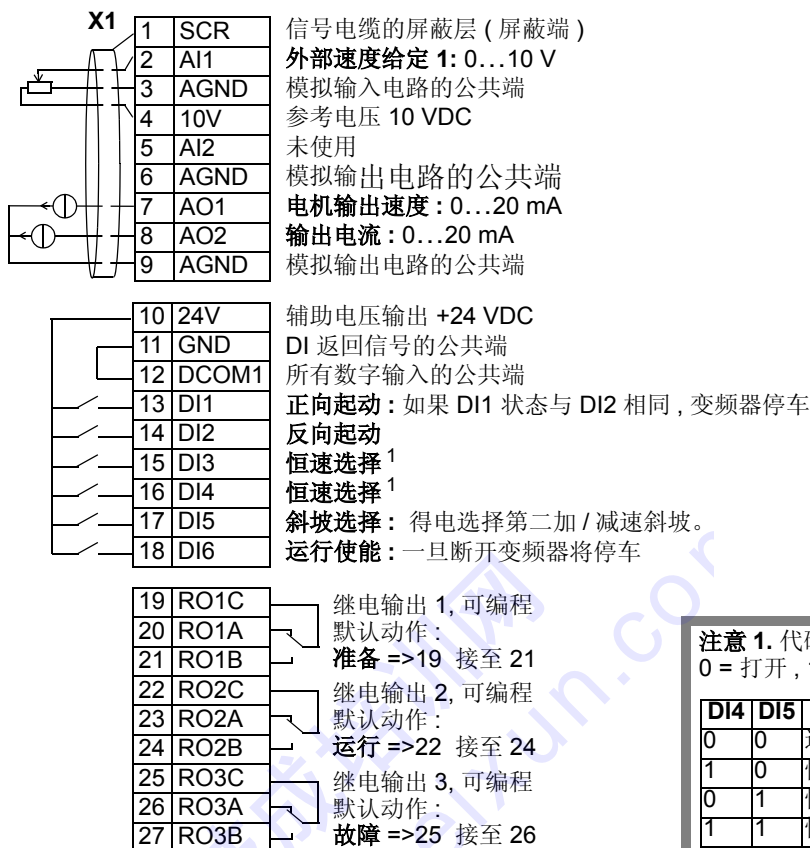 X1
1 SCR 信号电缆的屏蔽层 ( 屏蔽端 )
2 AI1 外部速度给定 1: 0…10 V
3 AGND 模拟输入电路的公共端
4 10V 参考电压 10 VDC
5 AI2 未使用
6 AGND 模拟输出电路的公共端
7 AO1 电机输出速度 : 0…20 mA
8 AO2 输出电流 : 0…20 mA
9 AGND 模拟输出电路的公共端
10 24V 辅助电压输出 +24 VDC
11 GND DI 返回信号的公共端
12 DCOM1 所有数字输入的公共端
13 DI1 正向起动 : 如果 DI1 状态与 DI2 相同 , 变频器停车
14 DI2 反向起动
15 DI3 恒速选择 1
16 DI4 恒速选择 1
17 DI5 斜坡选择 : 得电选择第二加 / 减速斜坡。
18 DI6 运行使能 : 一旦断开变频器将停车
19 RO1C 继电输出 1, 可编程
20 RO1A 默认动作 :
21 RO1B 准备 =>19 接至 21
22 RO2C 继电输出 2, 可编程
23 RO2A 默认动作 :
24 RO2B 运行 =>22 接至 24
25 RO3C 继电输出 3, 可编程
26 RO3A 默认动作 :
27 RO3B 故障 =>25 接至 26
注意 1. 代
0 = 打开 ,
DI4 DI5
0 0
1 0
0 1
1 1